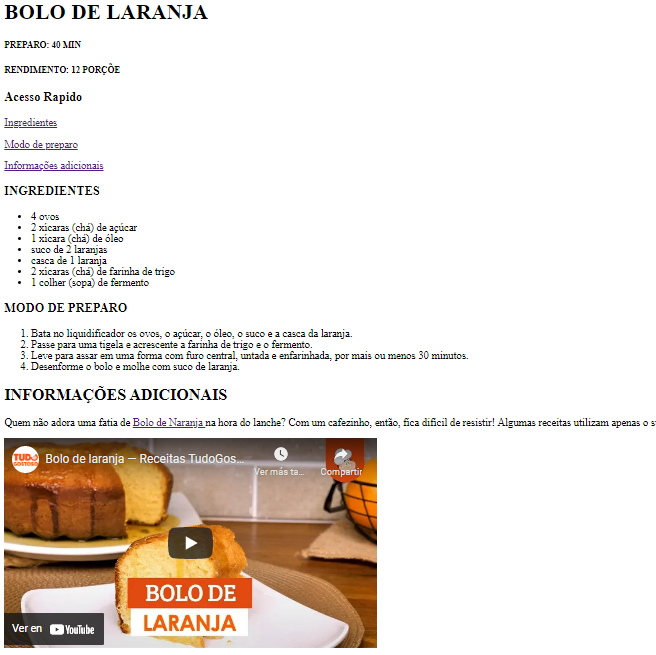 BOLO DE LARANJA
PREPARO: 40 MIN
RENDIMENTO: 12 PORÇÕE
Acesso Rapido
Ingredientes
Modo de preparo
Informações adicionais
INGREDIENTES
4 ovos
2 xicaras (chá) de açúcar
1 xicara (chá) de óleo
suco de 2 laranjas
casca de 1 laranja
2 xicaras (chá) de farinha de trigo
1 colher (sopa) de fermento
MODO DE PREPARO
1. Bata no liquidificador os ovos, o açúcar, o óleo, o suco e a casca da laranja.
2. Passe para uma tigela e acrescente a farinha de trigo e o fermento.
3. Leve para assar em uma forma com furo central, untada e enfarinhada, por mais ou menos 30 minutos.
4. Desenforme o bolo e molhe com suco de laranja.
INFORMAÇÕES ADICIONAIS
Quem não adora uma fatia de Bolo de Naranja na hora do lanche? Com um cafezinho, então, fica difícil de resistir! Algumas receitas utilizam apenas o
TUDO GOSTOSO
Bolo de laranja — Receitas TudoGos...
Ver más ta...
Compartir
BOLO DE
LARANJA
Ver en YouTube